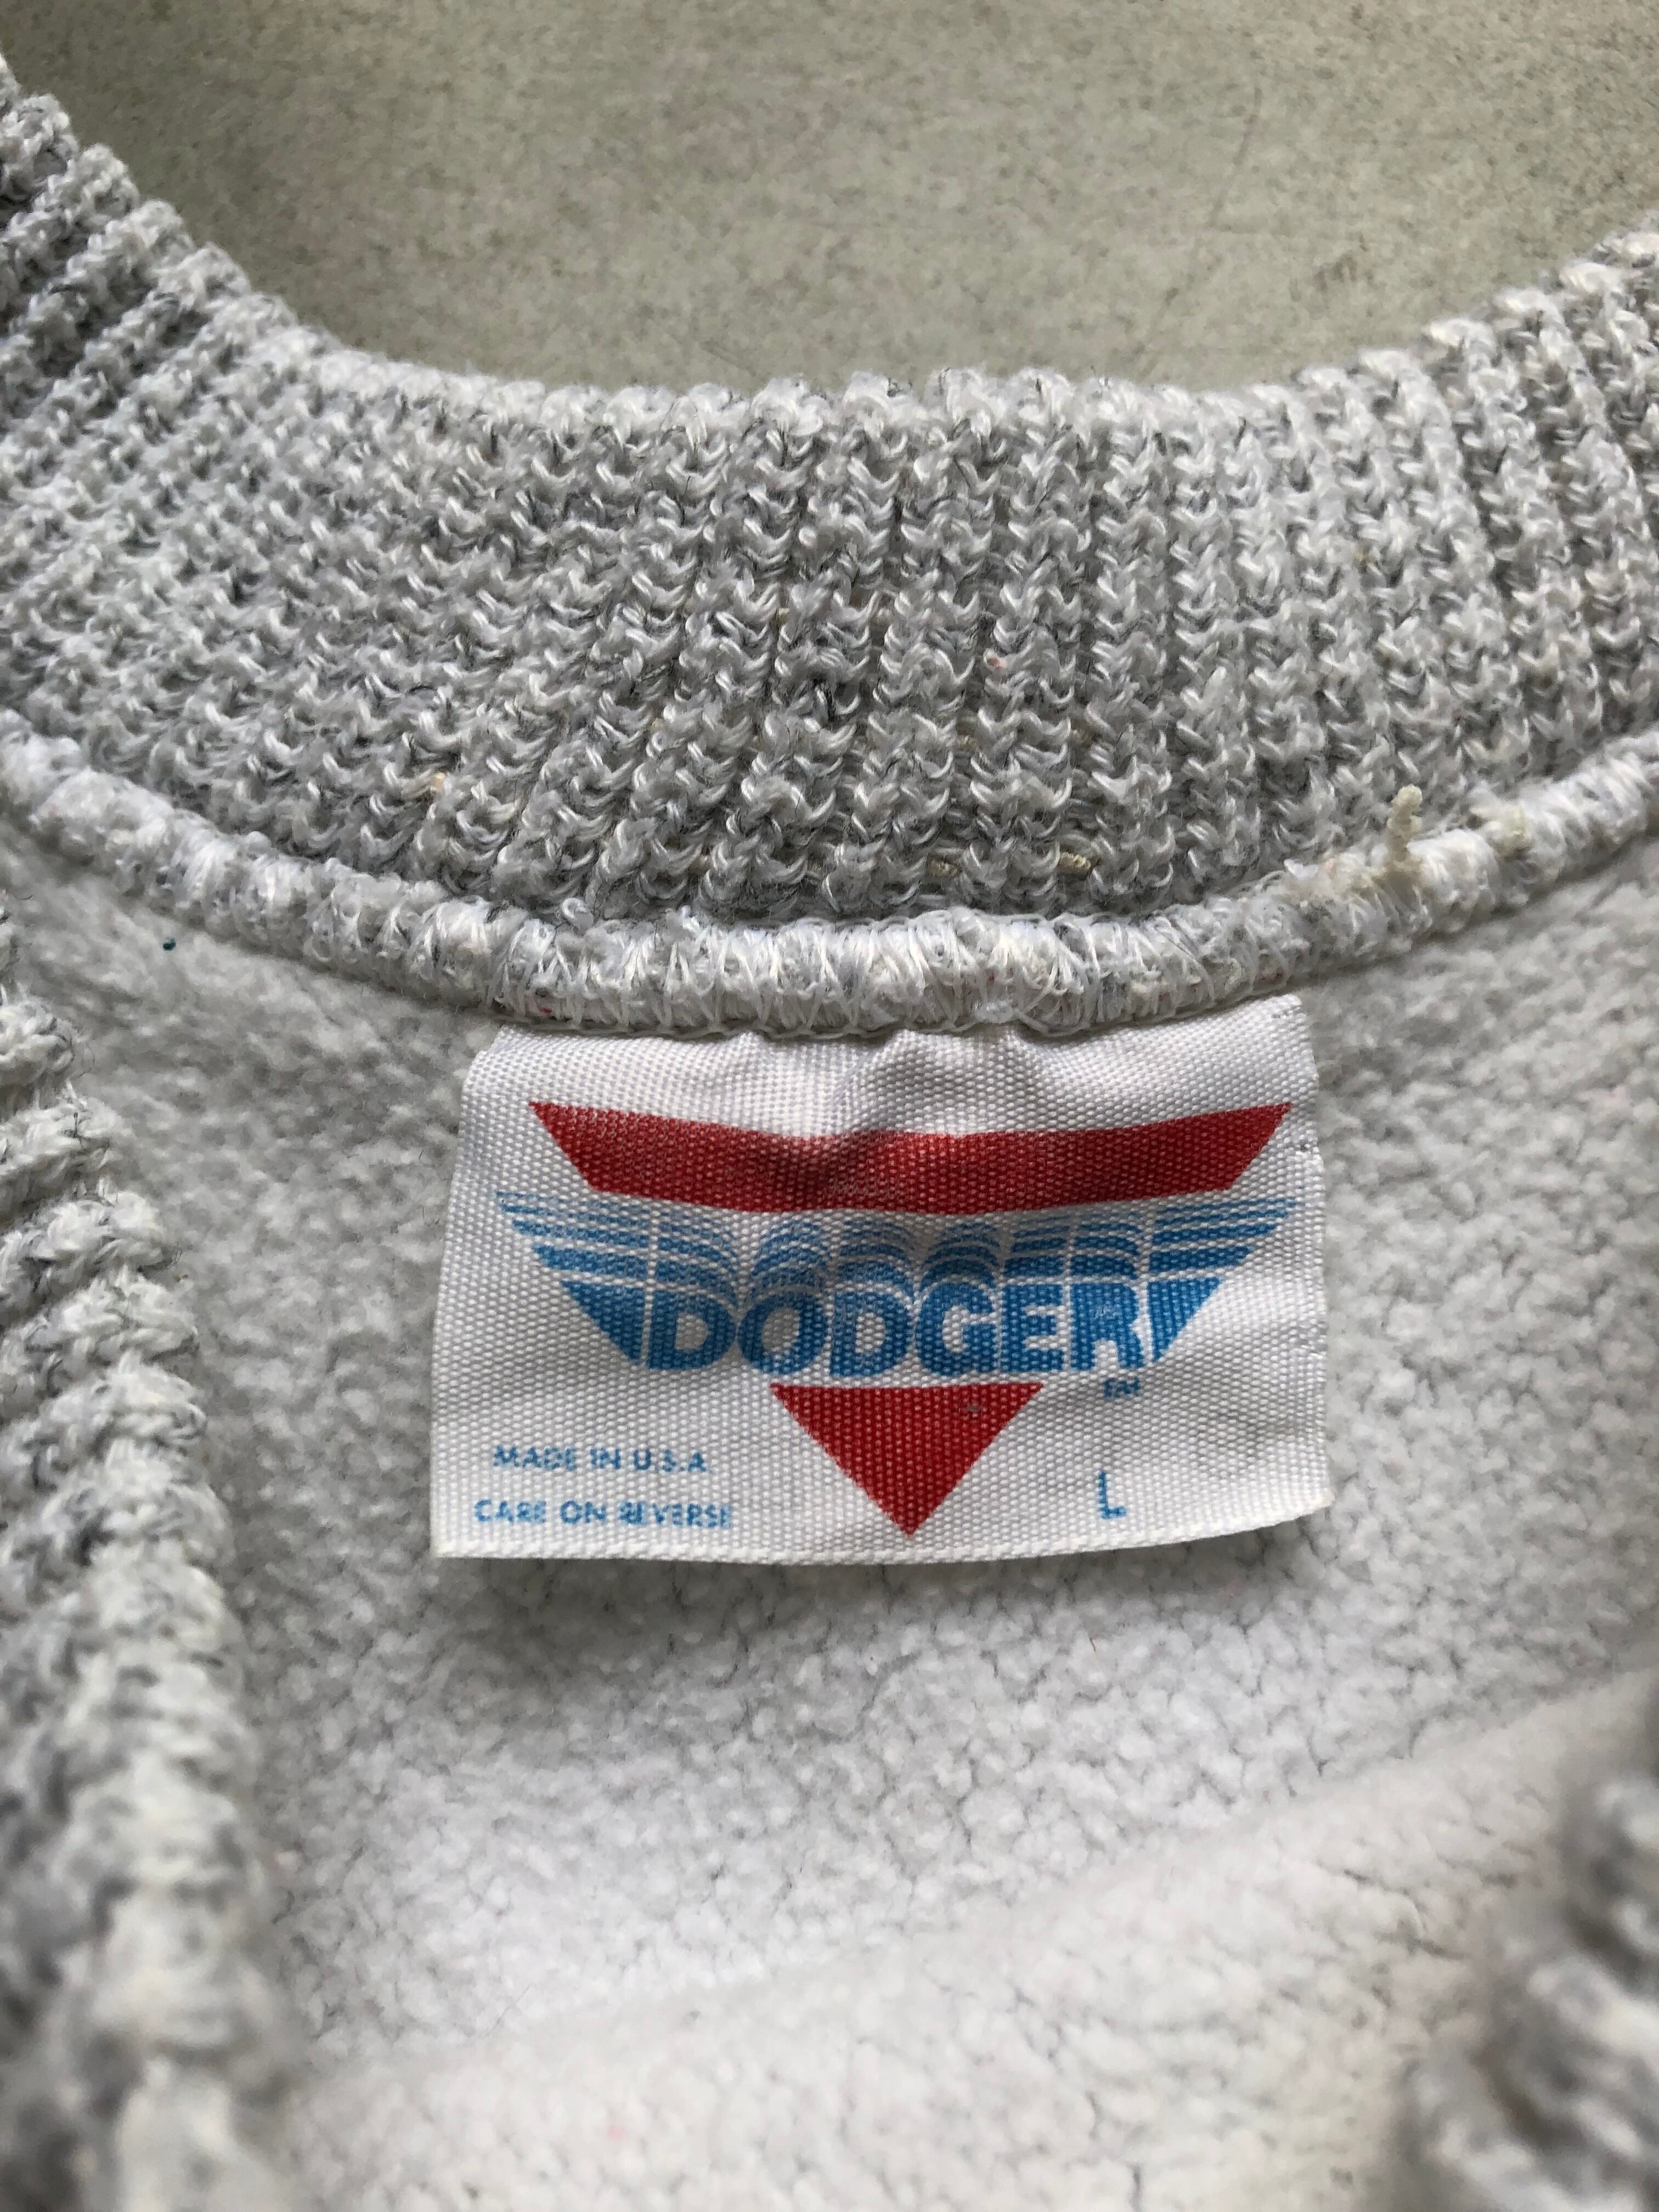 DODGER
TM
MADE IN U.S.A
CARE ON REVERSE
L